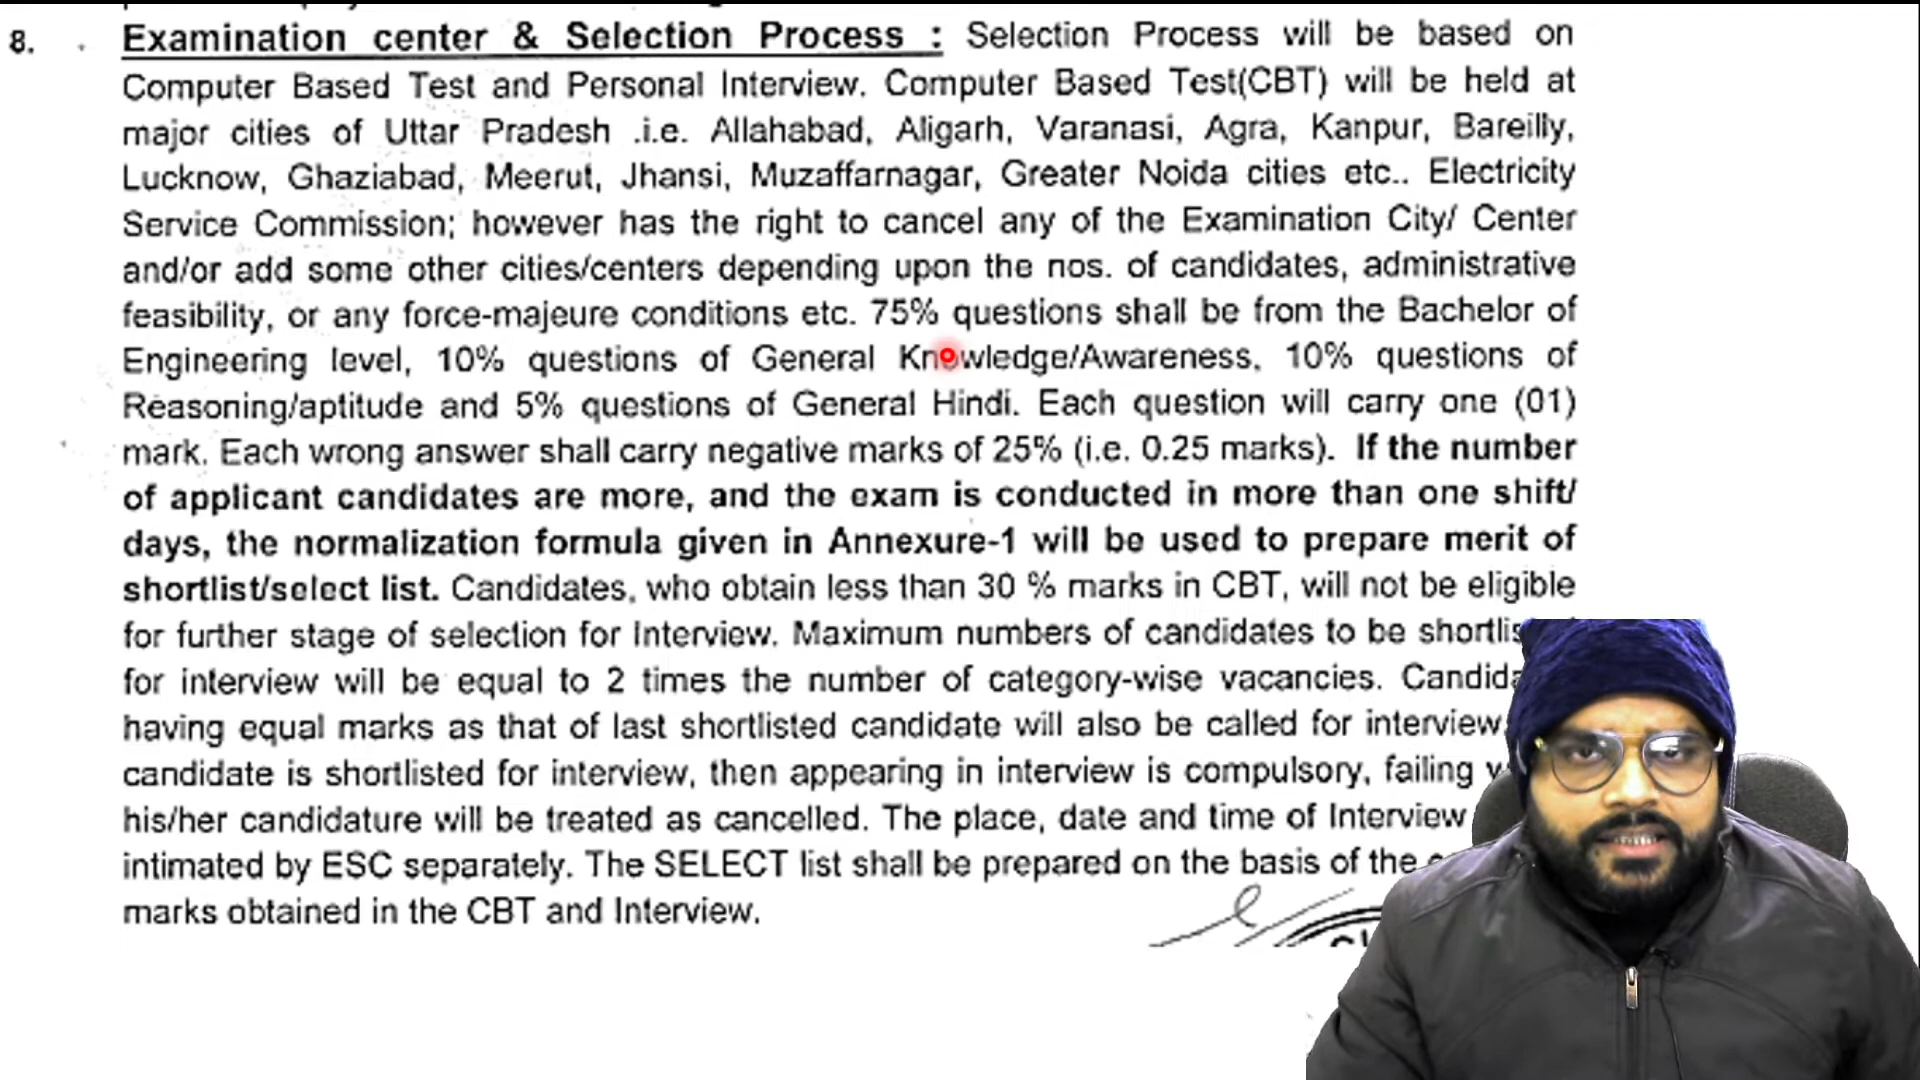 8. Examination center & Selection Process : Selection Process will be based on
Computer Based Test and Personal Interview. Computer Based Test(CBT) will be held at
major cities of Uttar Pradesh .i.e. Allahabad, Aligarh, Varanasi, Agra, Kanpur, Bareilly,
Lucknow, Ghaziabad, Meerut, Jhansi, Muzaffarnagar, Greater Noida cities etc.. Electricity
Service Commission; however has the right to cancel any of the Examination City/ Center
and/or add some other cities/centers depending upon the nos. of candidates, administrative
feasibility, or any force-majeure conditions etc. 75% questions shall be from the Bachelor of
Engineering level, 10% questions of General Knowledge/Awareness, 10% questions of
Reasoning/aptitude and 5% questions of General Hindi. Each question will carry one (01)
mark. Each wrong answer shall carry negative marks of 25% (i.e. 0.25 marks). If the number
of applicant candidates are more, and the exam is conducted in more than one shift/
days, the normalization formula given in Annexure-1 will be used to prepare merit of
shortlist/select list. Candidates, who obtain less than 30 % marks in CBT, will not be eligible
for further stage of selection for Interview. Maximum numbers of candidates to be
for interview will be equal to 2 times the number of category-wise vacancies.
having equal marks as that of last shortlisted candidate will also be called for interview
candidate is shortlisted for interview, then appearing in interview is compulsory, failing
his/her candidature will be treated as cancelled. The place, date and time of Interview
intimated by ESC separately. The SELECT list shall be prepared on the basis of the
marks obtained in the CBT and Interview.